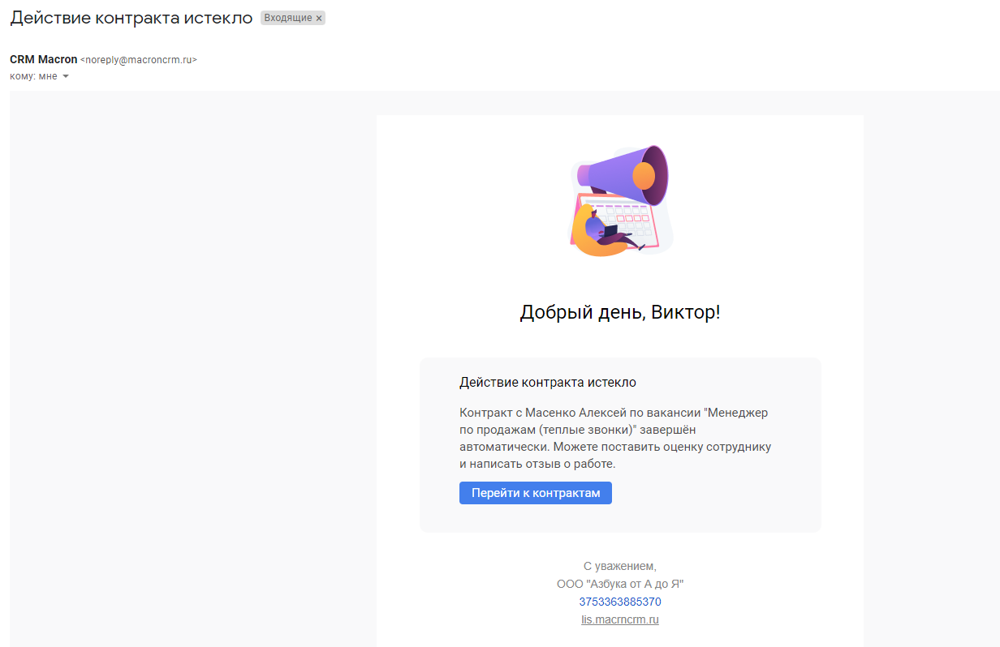 Действие контракта истекло Входящие ×
CRM Macron <noreply@macroncrm.ru>
кому: мне
Добрый день, Виктор!
Действие контракта истекло
Контракт с Масенко Алексей по вакансии "Менеджер
по продажам (теплые звонки)" завершён
автоматически. Можете поставить оценку сотруднику
и написать отзыв о работе.
Перейти к контрактам
С уважением,
ООО "Азбука от А до Я"
3753363885370
lis.macrncrm.ru